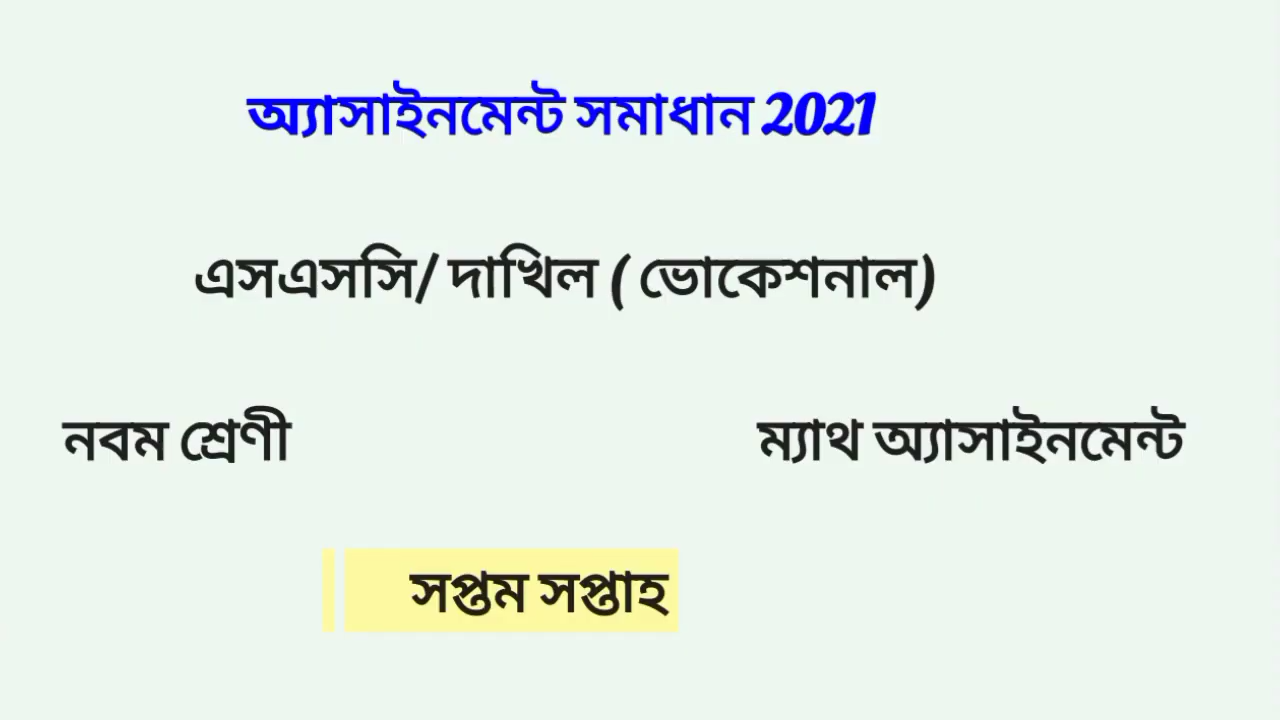 অ্যাসাইনমেন্ট সমাধান 2021
এসএসসি/ দাখিল ( ভোকেশনাল)
নবম শ্রেণী ম্যাথ অ্যাসাইনমেন্ট
সপ্তম সপ্তাহ